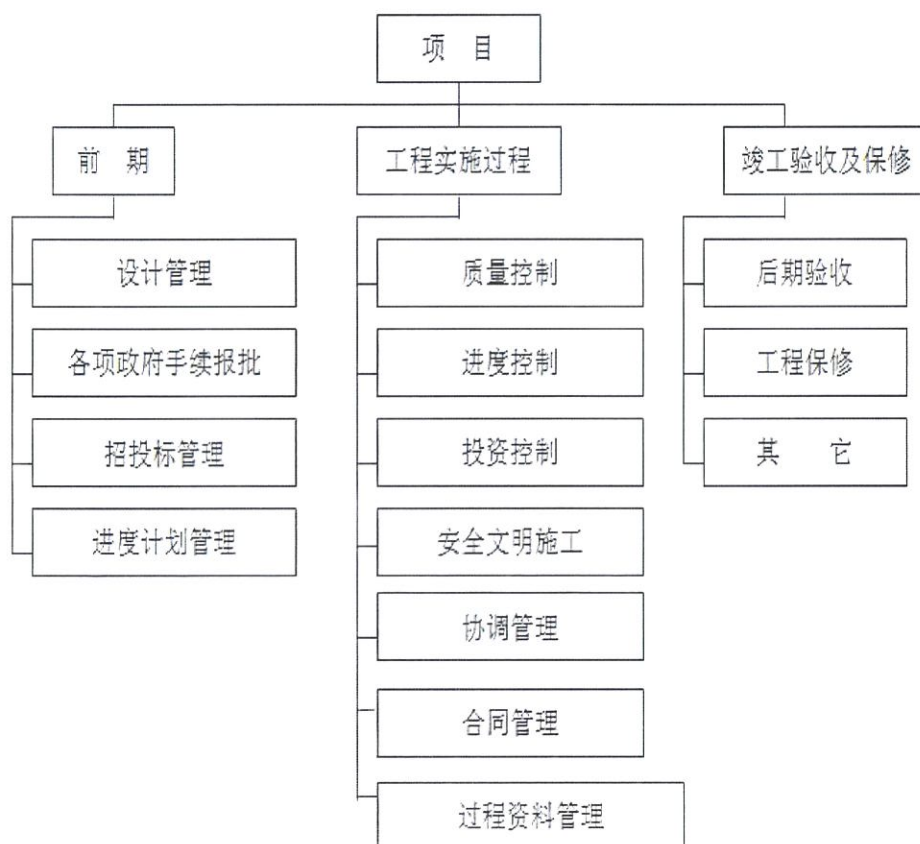 项 目
前 期
工程实施过程
竣工验收及保修
设计管理
各项政府手续报批
招投标管理
进度计划管理
质量控制
进度控制
投资控制
安全文明施工
协调管理
合同管理
过程资料管理
后期验收
工程保修
其 它